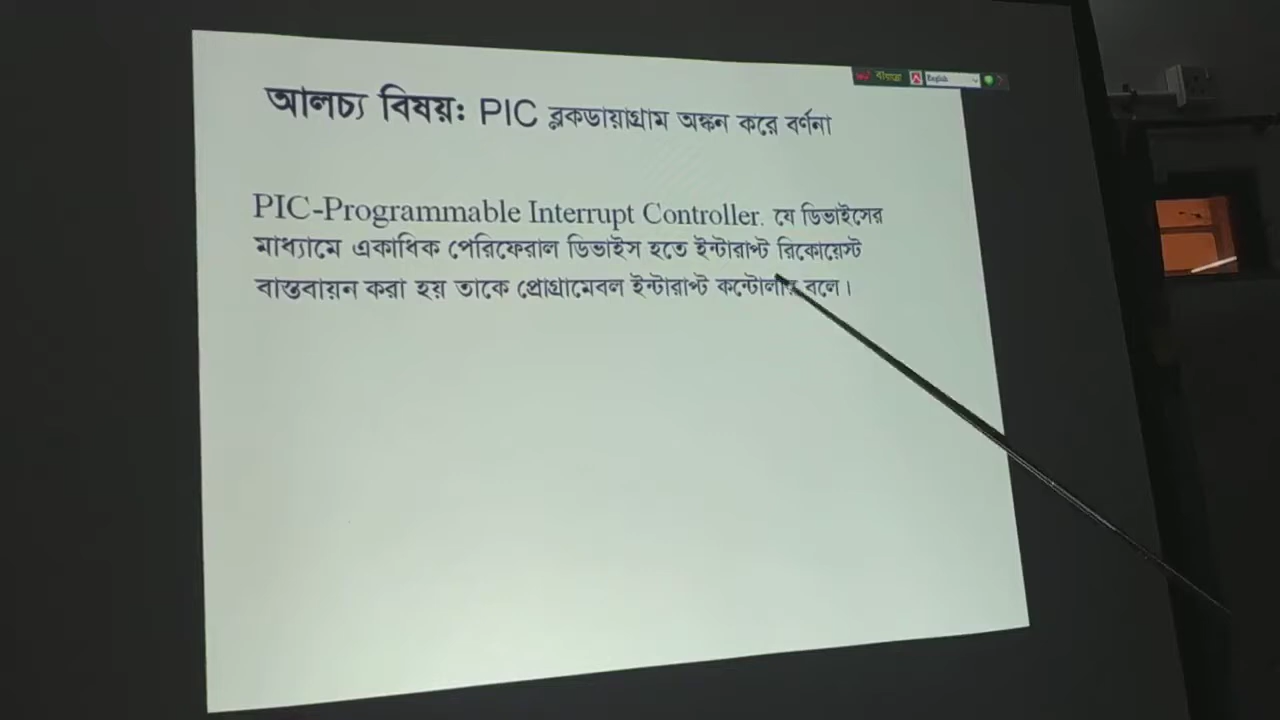 আলচ্য বিষয়: PIC ব্লকডায়াগ্রাম অঙ্কন করে বর্ণনা
PIC-Programmable Interrupt Controller. যে ডিভাইসের
মাধ্যামে একাধিক পেরিফেরাল ডিভাইস হতে ইন্টারাপ্ট রিকোয়েস্ট
বাস্তবায়ন করা হয় তাকে প্রোগ্রামেবল ইন্টারাপ্ট কন্টোলার বলে।
English